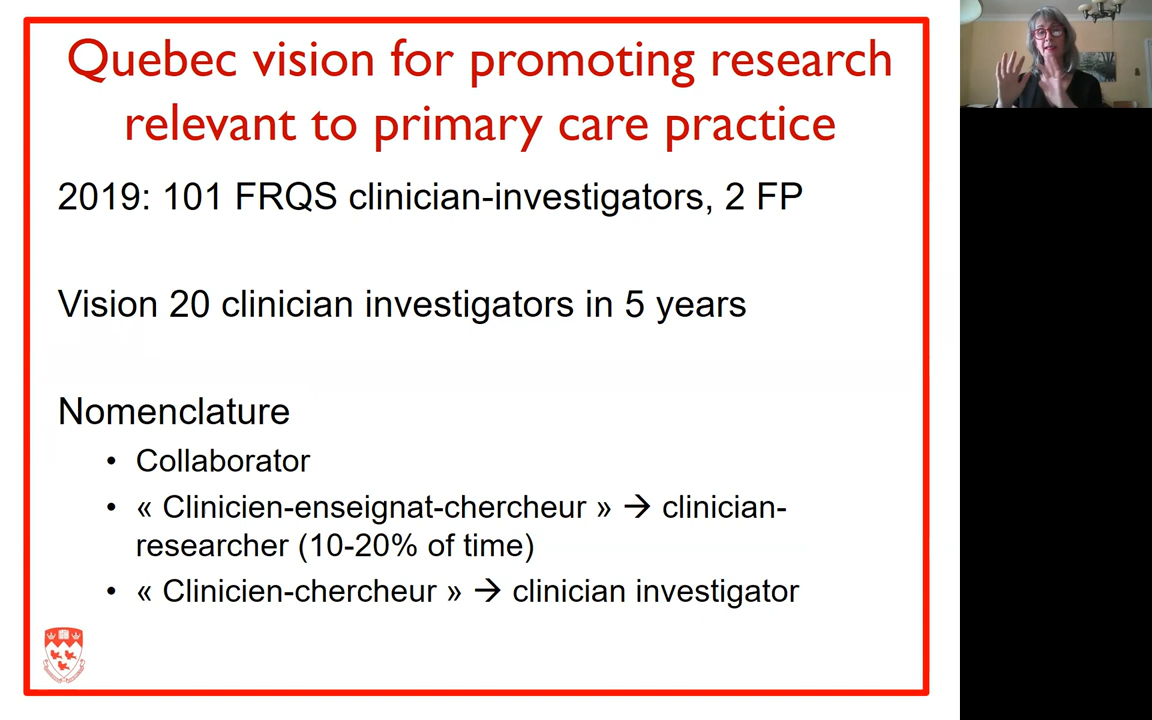 Quebec vision for promoting research
relevant to primary care practice
2019: 101 FRQS clinician-investigators, 2 FP
Vision 20 clinician investigators in 5 years
Nomenclature
• Collaborator
• « Clinicien-enseignat-chercheur » → clinician-
researcher (10-20% of time)
• « Clinicien-chercheur » → clinician investigator